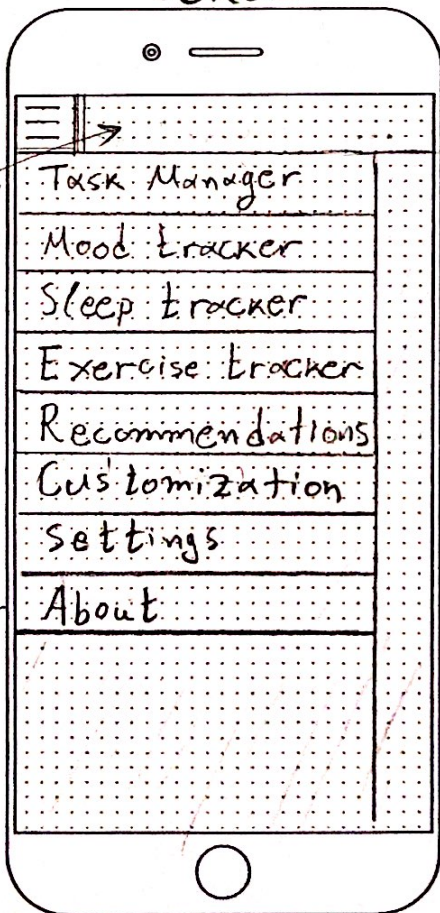 Task Manager
Mood tracker
Sleep tracker
Exercise tracker
Recommendations
Customization
Settings
About